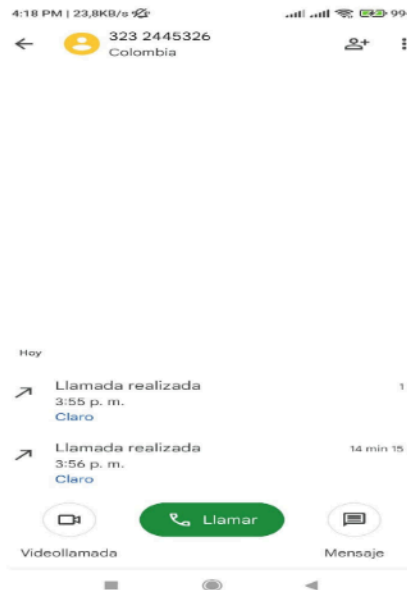 4:18 PM | 23,8KB/s
99
323 2445326
Colombia
Hoy
Llamada realizada
1
3:55 p. m.
Claro
Llamada realizada
14 min 15
3:56 p. m.
Claro
Llamar
Videollamada
Mensaje